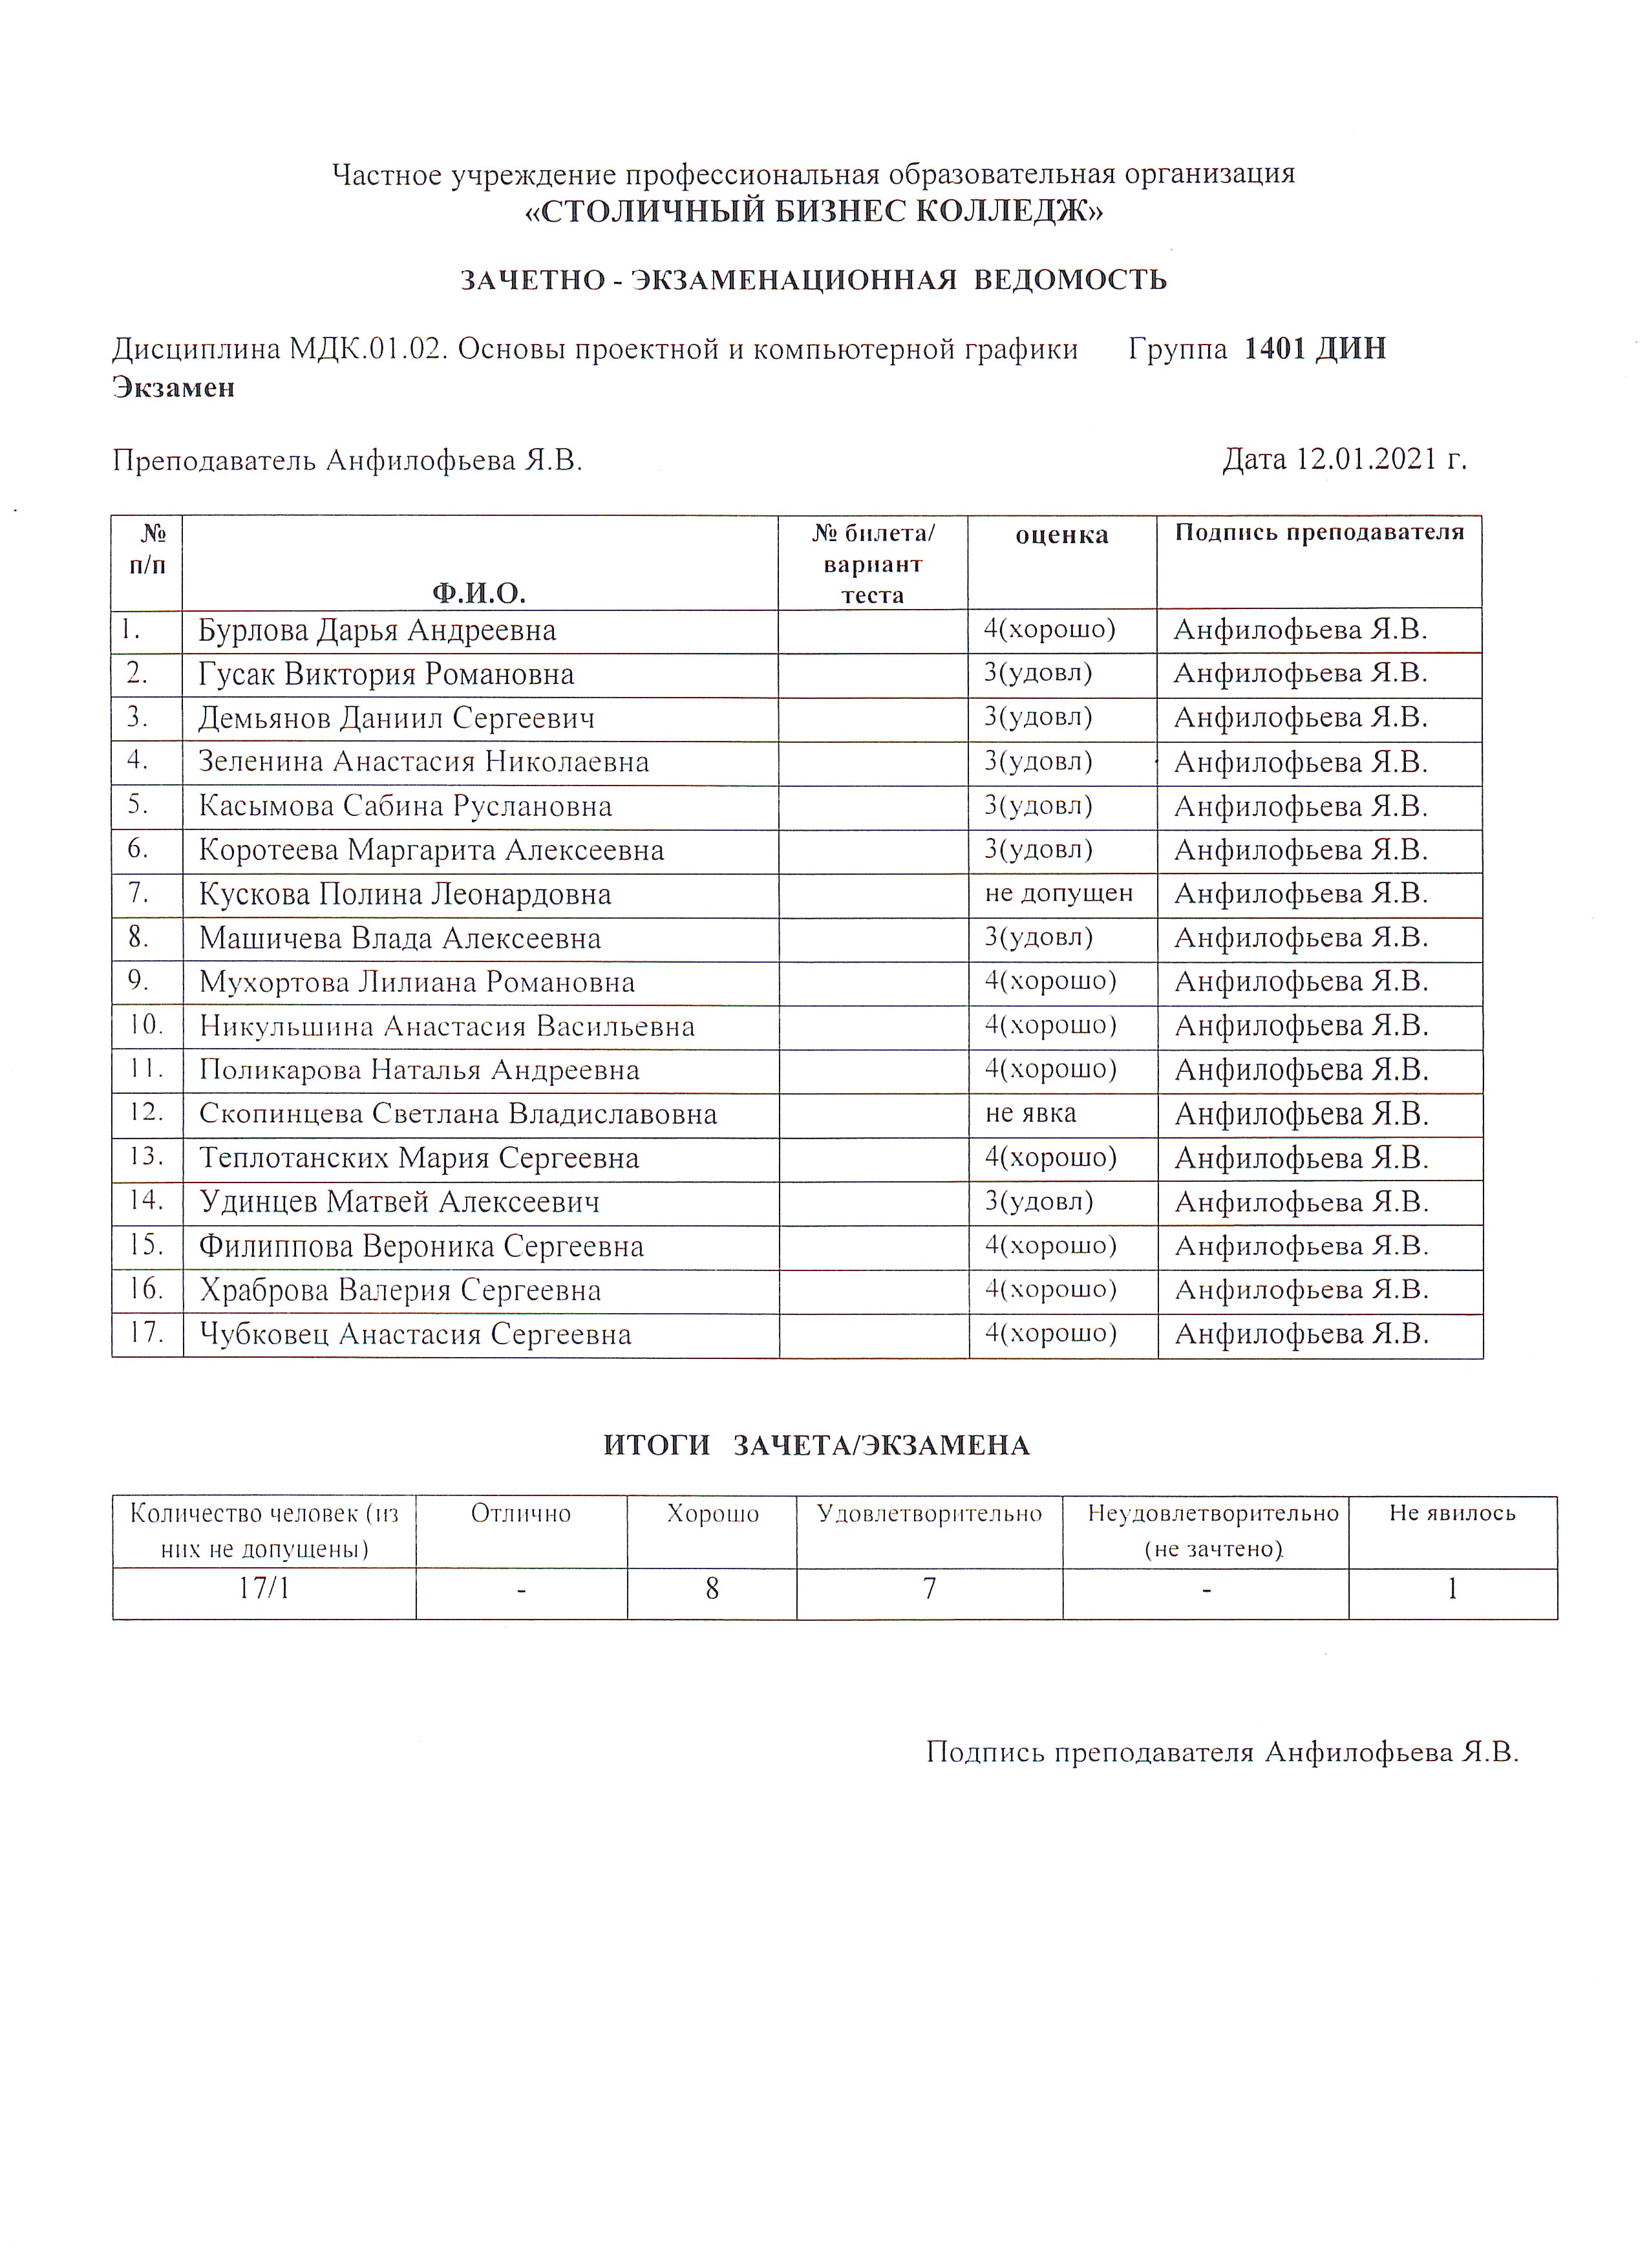 Частное учреждение профессиональная образовательная организация
«СТОЛИЧНЫЙ БИЗНЕС КОЛЛЕДЖ»
ЗАЧЕТНО - ЭКЗАМЕНАЦИОННАЯ ВЕДОМОСТЬ
Дисциплина МДК.01.02. Основы проектной и компьютерной графики Группа 1401 ДИН
Экзамен
Преподаватель Анфилофьева Я.В. Дата 12.01.2021 г.
№ п/п Ф.И.О. № билета/ вариант теста оценка Подпись преподавателя
1. Бурлова Дарья Андреевна 4(хорошо) Анфилофьева Я.В.
2. Гусак Виктория Романовна 3(удовл) Анфилофьева Я.В.
3. Демьянов Даниил Сергеевич 3(удовл) Анфилофьева Я.В.
4. Зеленина Анастасия Николаевна 3(удовл) Анфилофьева Я.В.
5. Касымова Сабина Руслановна 3(удовл) Анфилофьева Я.В.
6. Коротеева Маргарита Алексеевна 3(удовл) Анфилофьева Я.В.
7. Кускова Полина Леонардовна не допущен Анфилофьева Я.В.
8. Машичева Влада Алексеевна 3(удовл) Анфилофьева Я.В.
9. Мухортова Лилиана Романовна 4(хорошо) Анфилофьева Я.В.
10. Никульшина Анастасия Васильевна 4(хорошо) Анфилофьева Я.В.
11. Поликарова Наталья Андреевна 4(хорошо) Анфилофьева Я.В.
12. Скопинцева Светлана Владиславовна не явка Анфилофьева Я.В.
13. Теплотанских Мария Сергеевна 4(хорошо) Анфилофьева Я.В.
14. Удинцев Матвей Алексеевич 3(удовл) Анфилофьева Я.В.
15. Филиппова Вероника Сергеевна 4(хорошо) Анфилофьева Я.В.
16. Храброва Валерия Сергеевна 4(хорошо) Анфилофьева Я.В.
17. Чубковец Анастасия Сергеевна 4(хорошо) Анфилофьева Я.В.
ИТОГИ ЗАЧЕТА/ЭКЗАМЕНА
Количество человек (из них не допущены) Отлично Хорошо Удовлетворительно Неудовлетворительно (не зачтено) Не явилось
17/1 - 8 7 - 1
Подпись преподавателя Анфилофьева Я.В.